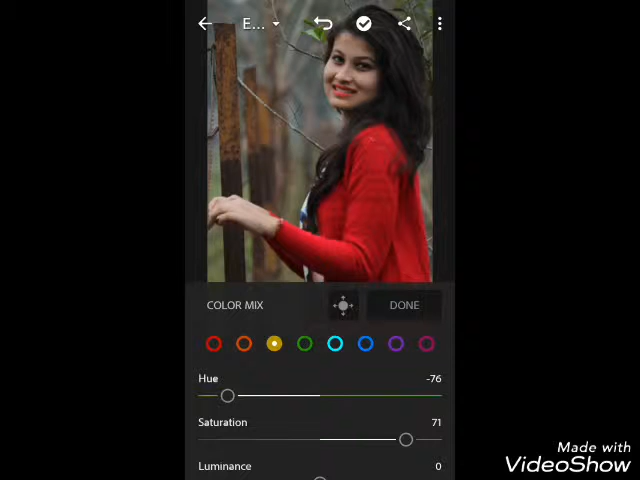 E...
COLOR MIX
DONE
Hue
-76
Saturation
71
Luminance
0
Made with
VideoShow